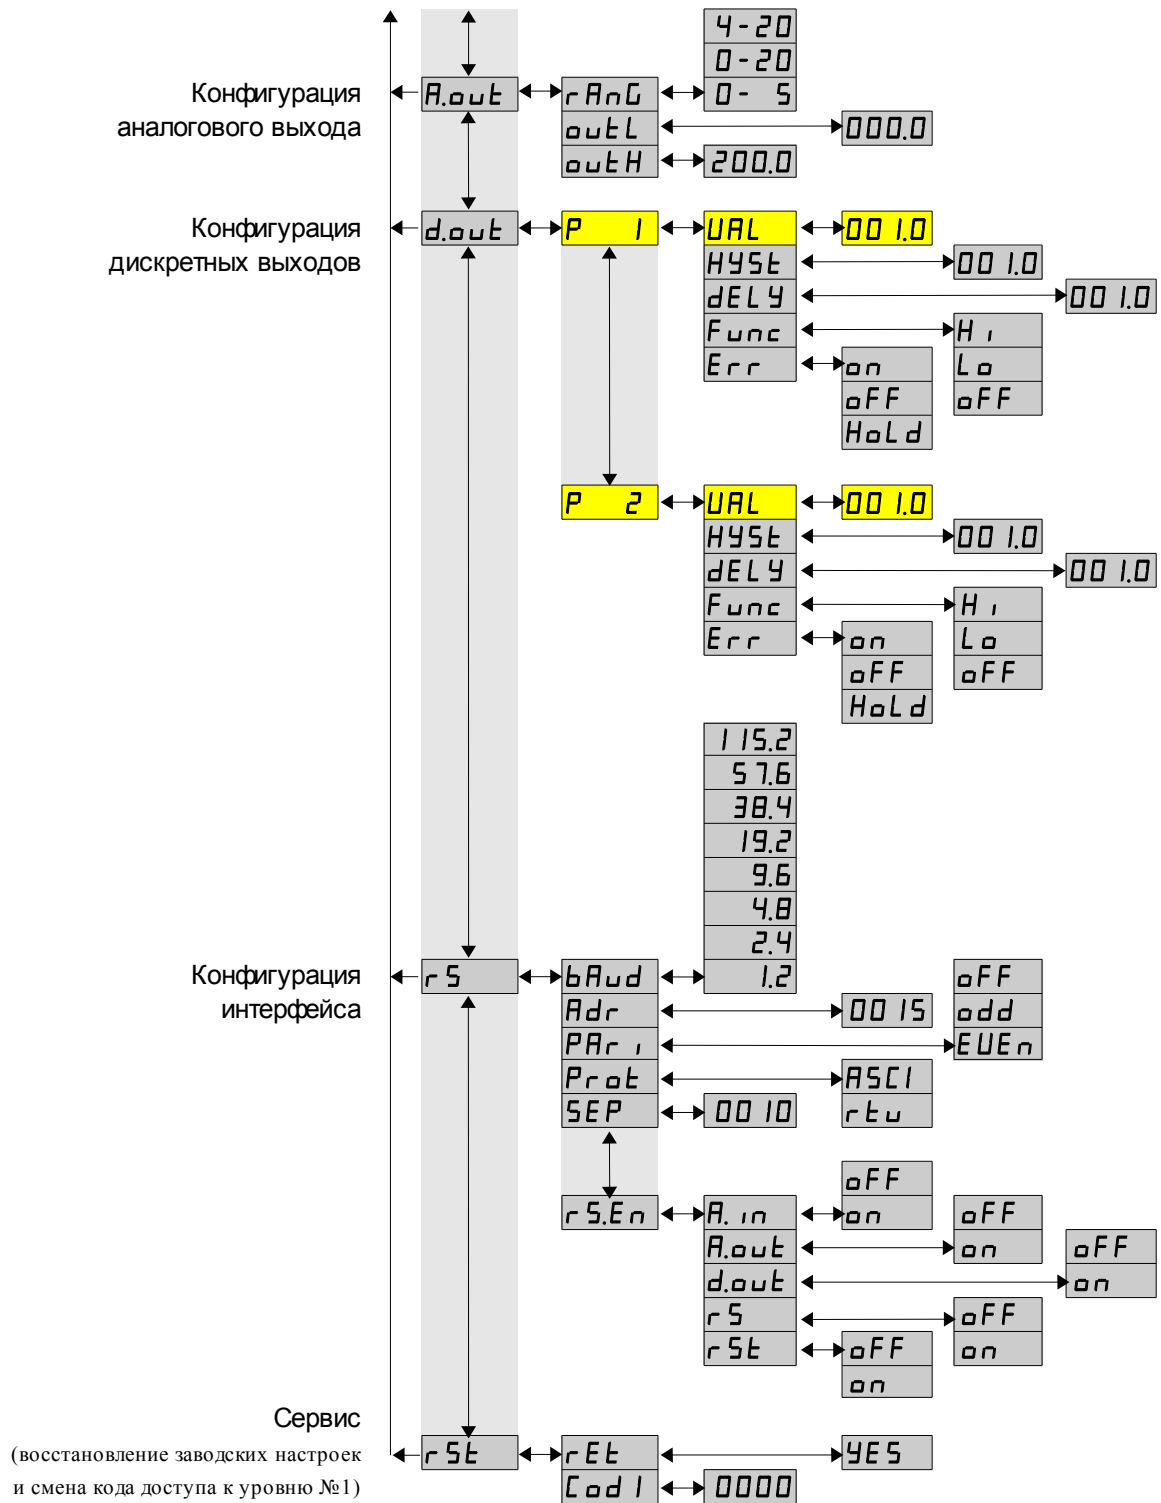 4-20
0-20
Конфигурация
аналогового выхода
A.out rAnG 0- 5
outL 000.0
outH 200.0
Конфигурация
дискретных выходов
d.out P 1 UAL 001.0
HYSt 001.0
dELY 001.0
Func Hi
Err on Lo
oFF oFF
HoLd
P 2 UAL 001.0
HYSt 001.0
dELY 001.0
Func Hi
Err on Lo
oFF oFF
HoLd
115.2
57.6
38.4
19.2
9.6
4.8
2.4
Конфигурация
интерфейса
rS bAud 1.2 oFF
Adr 0015 odd
PAri EUEn
Prot ASCI
SEP 0010 rtu
oFF
rS.En A.in on oFF
A.out on oFF
d.out on
rS oFF
rSt oFF on
on
Сервис
(восстановление заводских настроек
и смена кода доступа к уровню №1)
rSt rEt YES
Cod1 0000